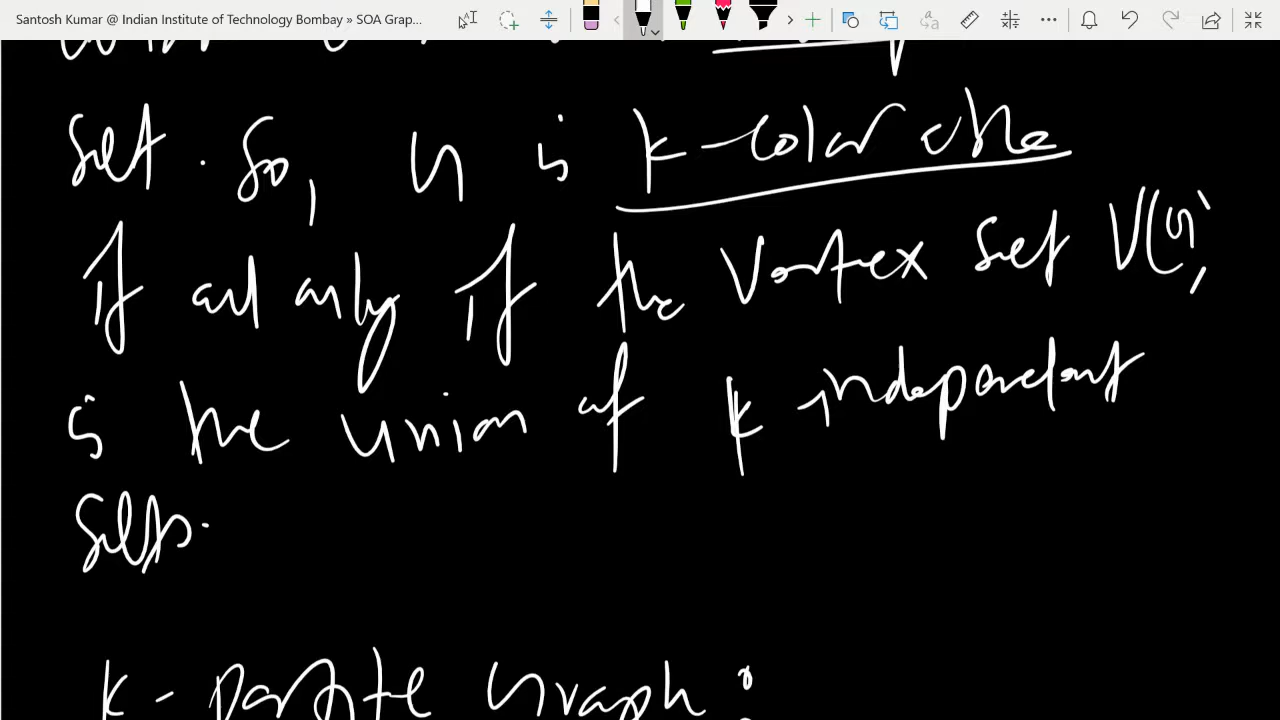 Santosh Kumar @ Indian Institute of Technology Bombay » SOA Grap...
set. So, G is k-colorable
if and only if the vertex set V(G),
is the union of k independent
sets.
k-partite Graph: